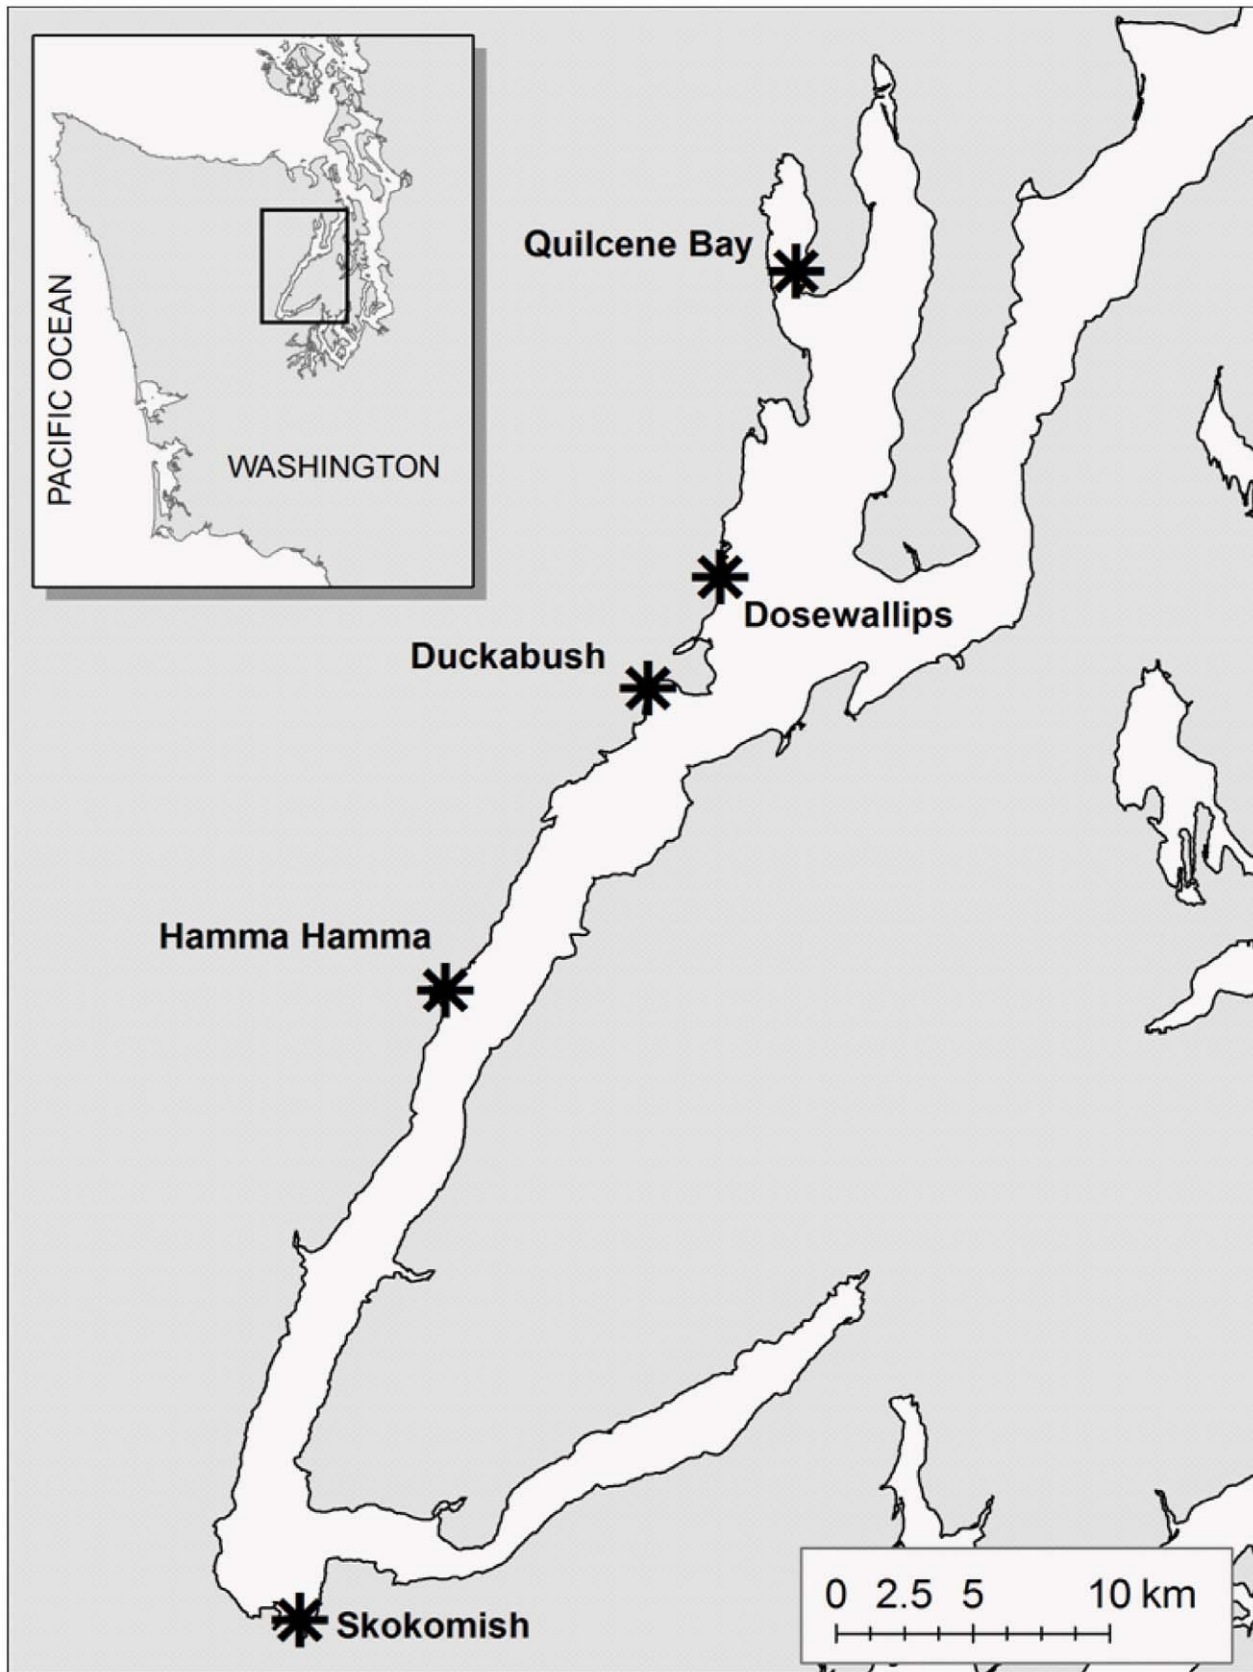 PACIFIC OCEAN
WASHINGTON
Quilcene Bay
Dosewallips
Duckabush
Hamma Hamma
Skokomish
0 2.5 5 10 km